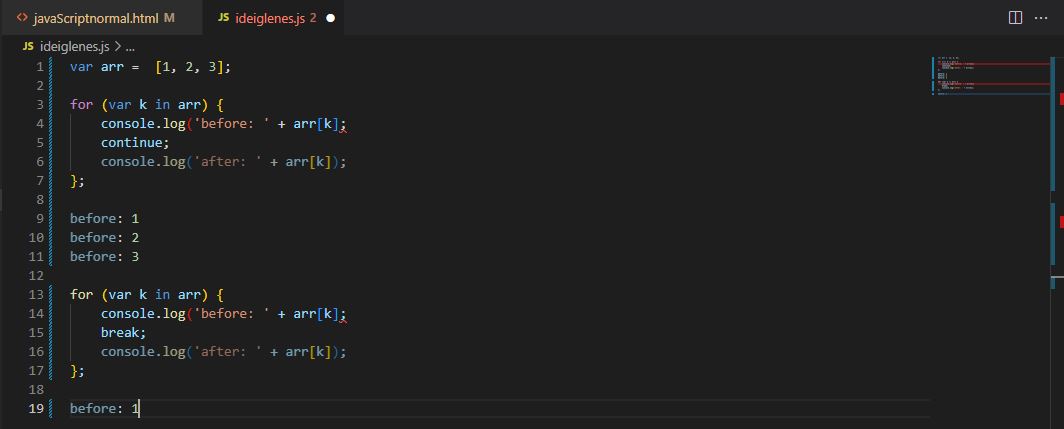 <> javaScriptnormal.html M
JS ideiglenes.js 2 ●
JS ideiglenes.js > ...
1 var arr =  [1, 2, 3];
2
3 for (var k in arr) {
4     console.log('before: ' + arr[k];
5     continue;
6     console.log('after: ' + arr[k]);
7 };
8
9 before: 1
10 before: 2
11 before: 3
12
13 for (var k in arr) {
14     console.log('before: ' + arr[k];
15     break;
16     console.log('after: ' + arr[k]);
17 };
18
19 before: 1